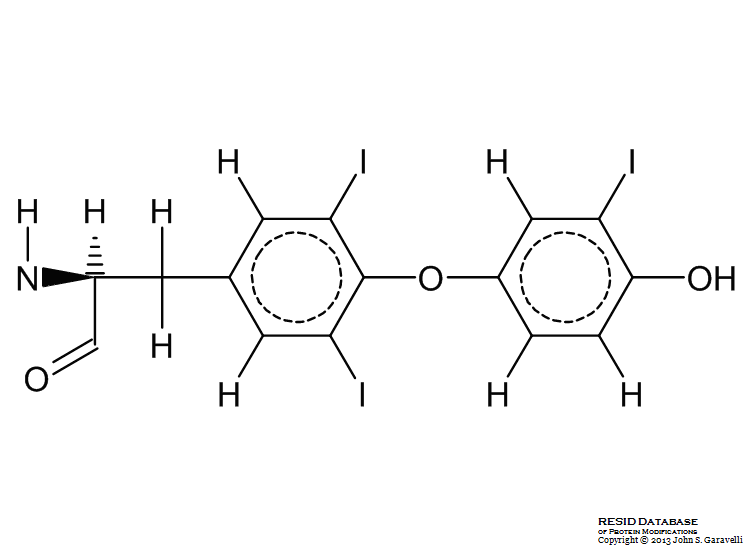 H I H I
H H H
N O OH
H
O
H I H H
RESID DATABASE
OF PROTEIN MODIFICATIONS
Copyright © 2013 John S. Garavelli